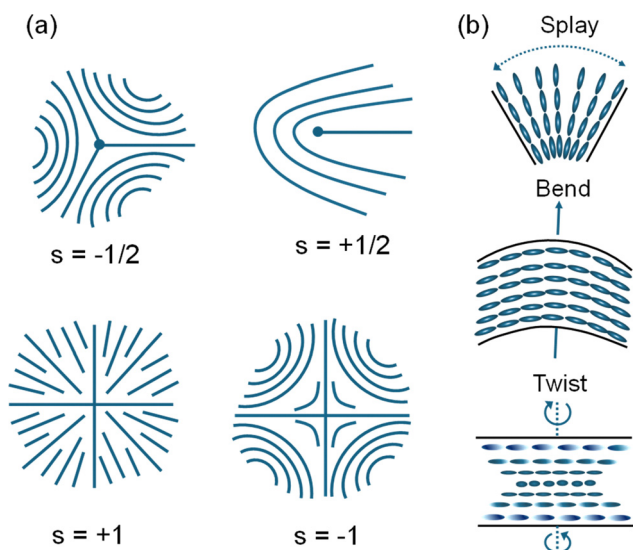 (a)
s = -1/2
s = +1/2
s = +1
s = -1
(b)
Splay
Bend
Twist